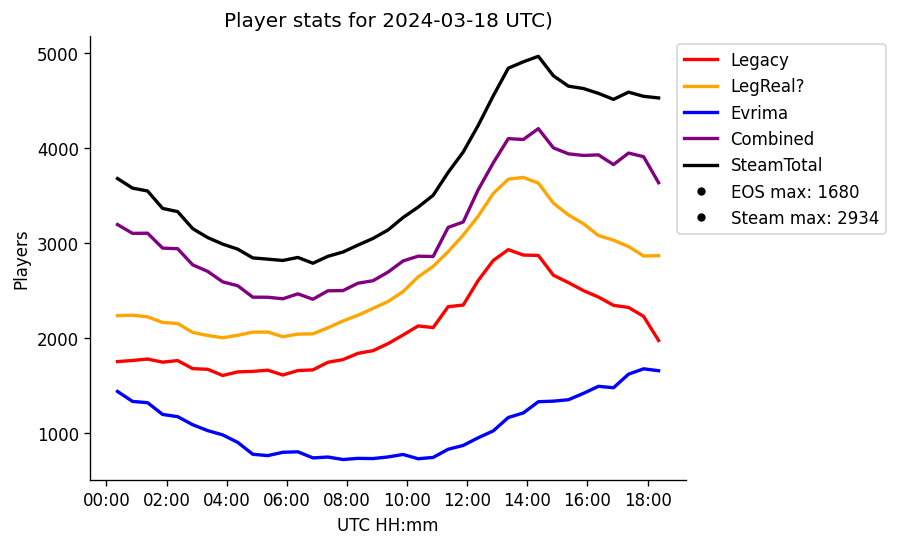 Player stats for 2024-03-18 UTC)
5000
4000
3000
2000
1000
Players
00:00 02:00 04:00 06:00 08:00 10:00 12:00 14:00 16:00 18:00
UTC HH:mm
Legacy
LegReal?
Evrima
Combined
SteamTotal
EOS max: 1680
Steam max: 2934